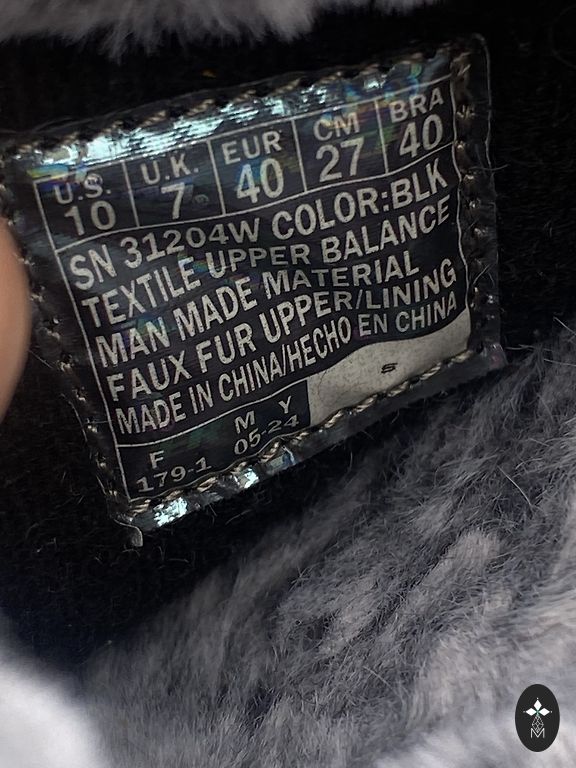 U.S. U.K. EUR CM BRA
10 7 40 27 40
SN 31204W COLOR:BLK
TEXTILE UPPER BALANCE
MAN MADE MATERIAL
FAUX FUR UPPER/LINING
MADE IN CHINA/HECHO EN CHINA
F M Y
179-1 05-24
S
M